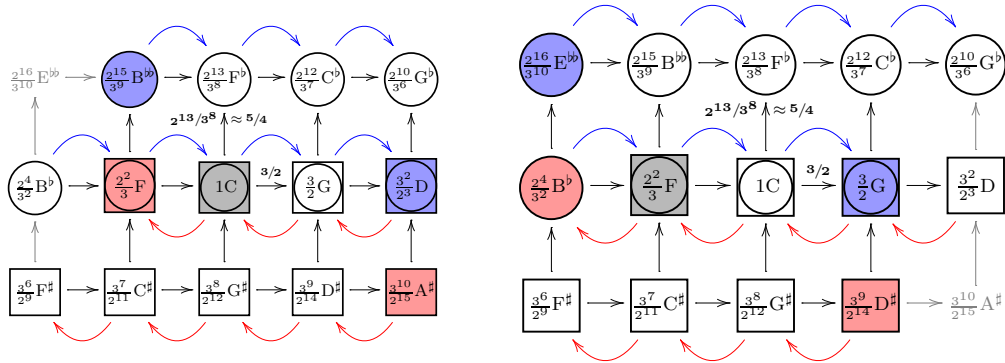 2^16/3^10 E𝄫 2^15/3^9 B𝄫 2^13/3^8 F♭ 2^12/3^7 C♭ 2^10/3^6 G♭
2^13/3^8 ≈ 5/4
2^4/3^2 B♭ 2^2/3 F 1C 3/2 3/2 G 3^2/2^3 D
3^6/2^9 F♯ 3^7/2^11 C♯ 3^8/2^12 G♯ 3^9/2^14 D♯ 3^10/2^15 A♯
2^16/3^10 E𝄫 2^15/3^9 B𝄫 2^13/3^8 F♭ 2^12/3^7 C♭ 2^10/3^6 G♭
2^13/3^8 ≈ 5/4
2^4/3^2 B♭ 2^2/3 F 1C 3/2 3/2 G 3^2/2^3 D
3^6/2^9 F♯ 3^7/2^11 C♯ 3^8/2^12 G♯ 3^9/2^14 D♯ 3^10/2^15 A♯